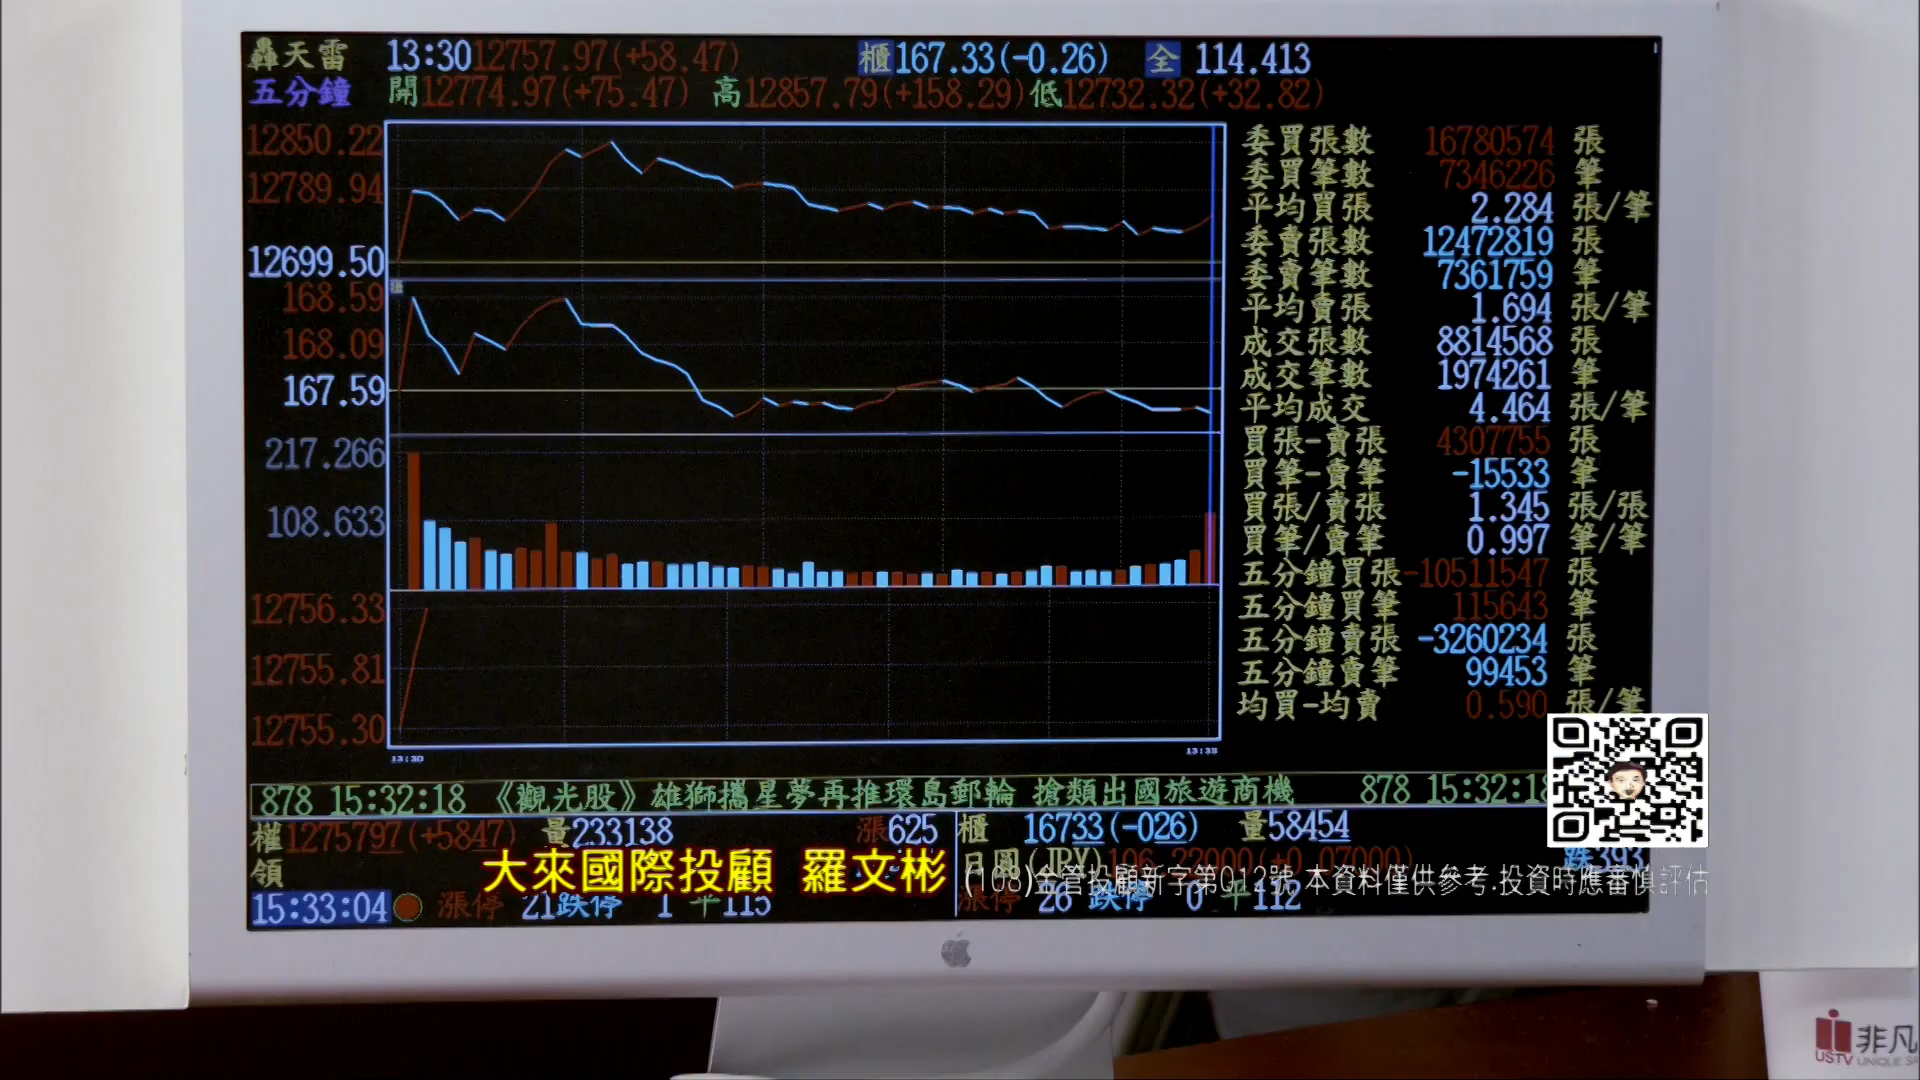 轟天雷 13:30 12757.97(+58.47) 櫃 167.33(-0.26) 全 114.413
五分鐘 開 12774.97(+75.47) 高 12857.79(+158.29) 低 12732.32(+32.82)
12850.22
12789.94
12699.50
168.59
168.09
167.59
217.266
108.633
12756.33
12755.81
12755.30
13:30 13:33
委買張數 16780574 張
委買筆數 7346226 筆
平均買張 2.284 張/筆
委賣張數 12472819 張
委賣筆數 7361759 筆
平均賣張 1.694 張/筆
成交張數 8814568 張
成交筆數 1974261 筆
平均成交 4.464 張/筆
買張-賣張 4307755 張
買筆-賣筆 -15533 筆
買張/賣張 1.345 張/張
買筆/賣筆 0.997 筆/筆
五分鐘買張 -10511547 張
五分鐘買筆 115643 筆
五分鐘賣張 -3260234 張
五分鐘賣筆 99453 筆
均買-均賣 0.590 張/筆
878 15:32:18 《觀光股》雄獅攜星夢再推環島郵輪 搶類出國旅遊商機 878 15:32:18
權 1275797(+5847) 量 233138 漲 625 櫃 16733(-026) 量 58454
領 日圓(JPY) 跌 393
大來國際投顧 羅文彬 (108)金管投顧新字第012號 本資料僅供參考.投資時應審慎評估
15:33:04 漲停 21 跌停 1 平 115 漲停 26 跌停 0 平 112
非凡
USTV UNIQUE